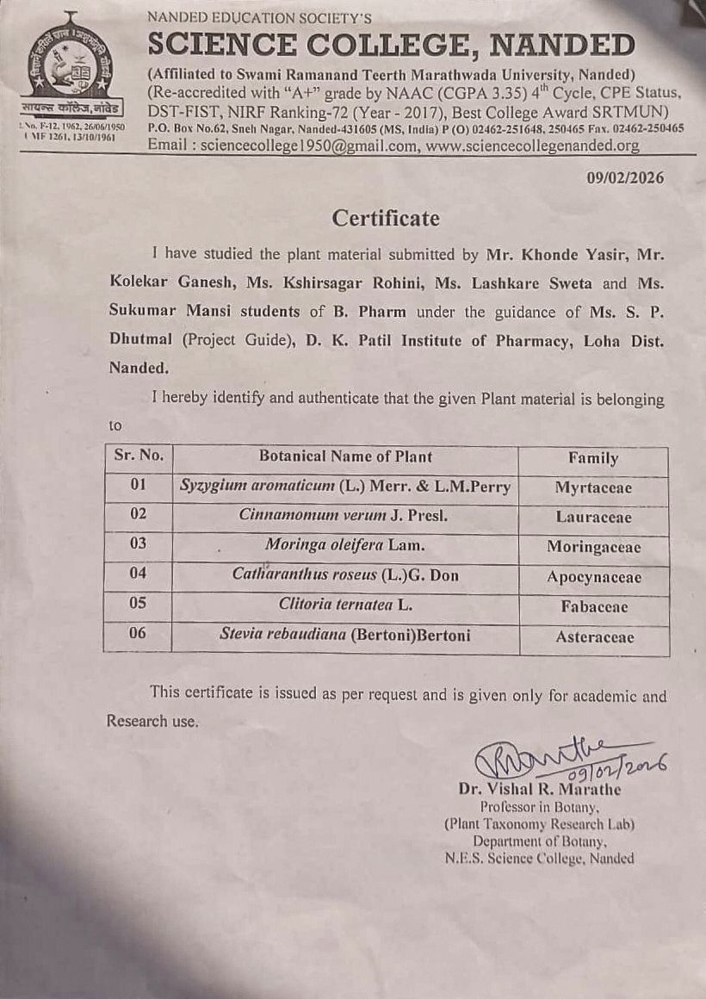 NANDED EDUCATION SOCIETY'S
SCIENCE COLLEGE, NANDED
(Affiliated to Swami Ramanand Teerth Marathwada University, Nanded)
(Re-accredited with “A+” grade by NAAC (CGPA 3.35) 4th Cycle, CPE Status,
DST-FIST, NIRF Ranking-72 (Year - 2017), Best College Award SRTMUN)
P.O. Box No.62, Sneh Nagar, Nanded-431605 (MS, India) P (O) 02462-251648, 250465 Fax. 02462-250465
Email : sciencecollege1950@gmail.com, www.sciencecollegenanded.org
सायन्स कॉलेज, नांदेड
No. F-12, 1962, 26/06/1950
MF 1261, 13/10/1961
09/02/2026
Certificate
I have studied the plant material submitted by Mr. Khonde Yasir, Mr.
Kolekar Ganesh, Ms. Kshirsagar Rohini, Ms. Lashkare Sweta and Ms.
Sukumar Mansi students of B. Pharm under the guidance of Ms. S. P.
Dhutmal (Project Guide), D. K. Patil Institute of Pharmacy, Loha Dist.
Nanded.
I hereby identify and authenticate that the given Plant material is belonging
to
Sr. No. Botanical Name of Plant Family
01 Syzygium aromaticum (L.) Merr. & L.M.Perry Myrtaceae
02 Cinnamomum verum J. Presl. Lauraceae
03 Moringa oleifera Lam. Moringaceae
04 Catharanthus roseus (L.)G. Don Apocynaceae
05 Clitoria ternatea L. Fabaceae
06 Stevia rebaudiana (Bertoni)Bertoni Asteraceae
This certificate is issued as per request and is given only for academic and
Research use.
09/02/2026
Dr. Vishal R. Marathe
Professor in Botany,
(Plant Taxonomy Research Lab)
Department of Botany,
N.E.S. Science College, Nanded